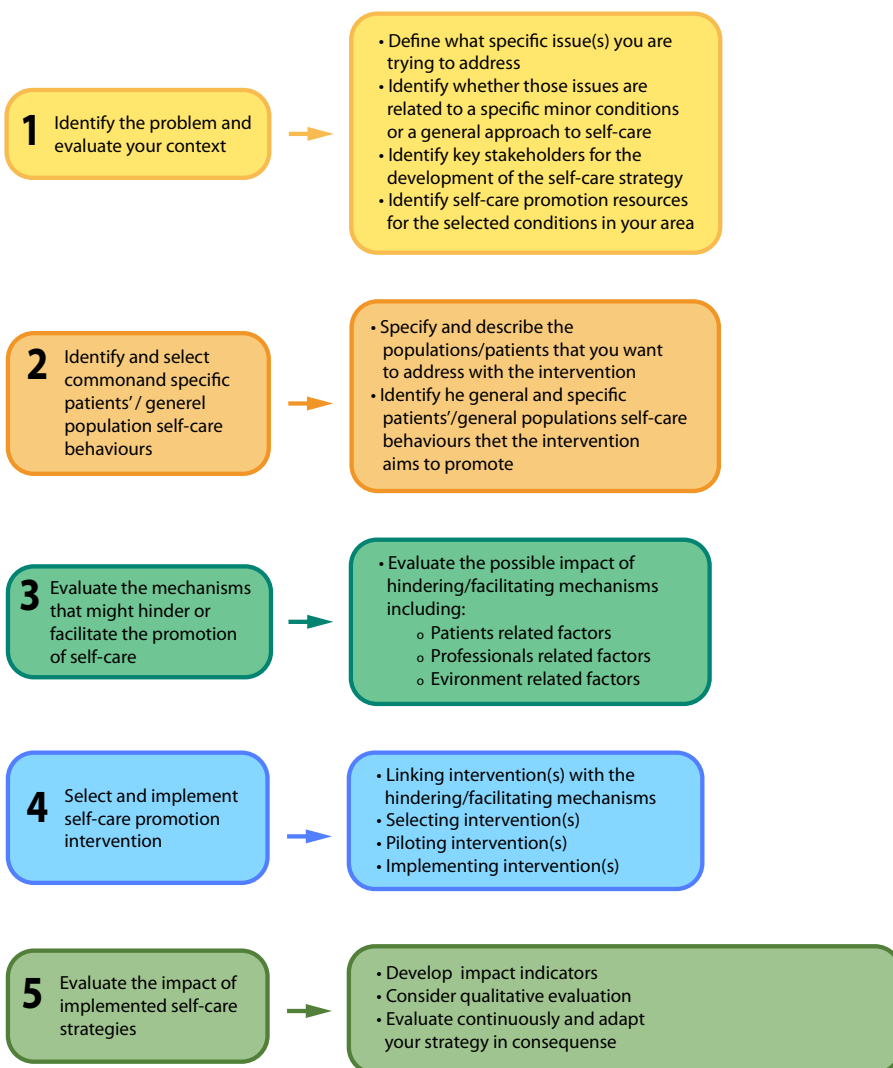 1 Identify the problem and
evaluate your context
• Define what specific issue(s) you are
trying to address
• Identify whether those issues are
related to a specific minor conditions
or a general approach to self-care
• Identify key stakeholders for the
development of the self-care strategy
• Identify self-care promotion resources
for the selected conditions in your area
2 Identify and select
commonand specific
patients’ / generel
population self-care
behaviours
• Specify and describe the
populations/patients that you want
to address with the intervention
• Identify he general and specific
patients’/general populations self-care
behaviours thet the intervention
aims to promote
3 Evaluate the mechanisms
that might hinder or
facilitate the promotion
of self-care
• Evaluate the possible impact of
hindering/facilitating mechanisms
including:
o Patients related factors
o Professionals related factors
o Evironment related factors
4 Select and implement
self-care promotion
intervention
• Linking intervention(s) with the
hindering/facilitating mechanisms
• Selecting intervention(s)
• Piloting intervention(s)
• Implementing intervention(s)
5 Evaluate the impact of
implemented self-care
strategies
• Develop impact indicators
• Consider qualitative evaluation
• Evaluate continuously and adapt
your strategy in consequense